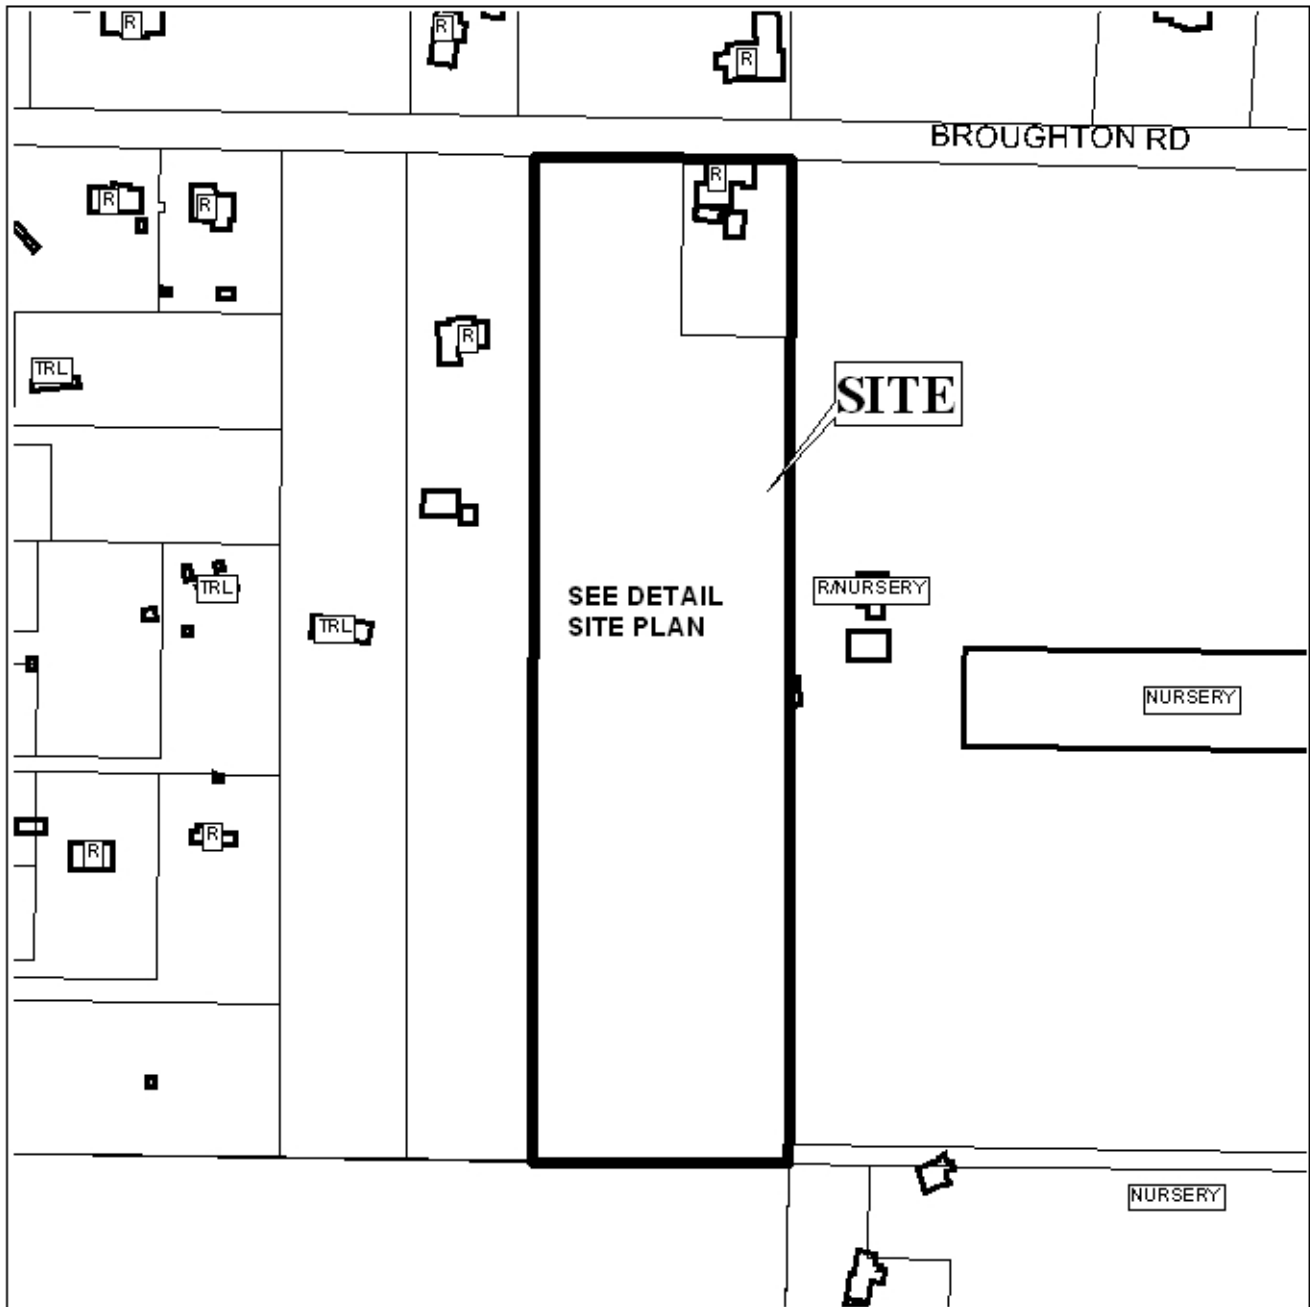 R
R
R
BROUGHTON RD
R
R
R
R
TRL
SITE
TRL
R/NURSERY
SEE DETAIL
SITE PLAN
TRL
NURSERY
R
R
NURSERY